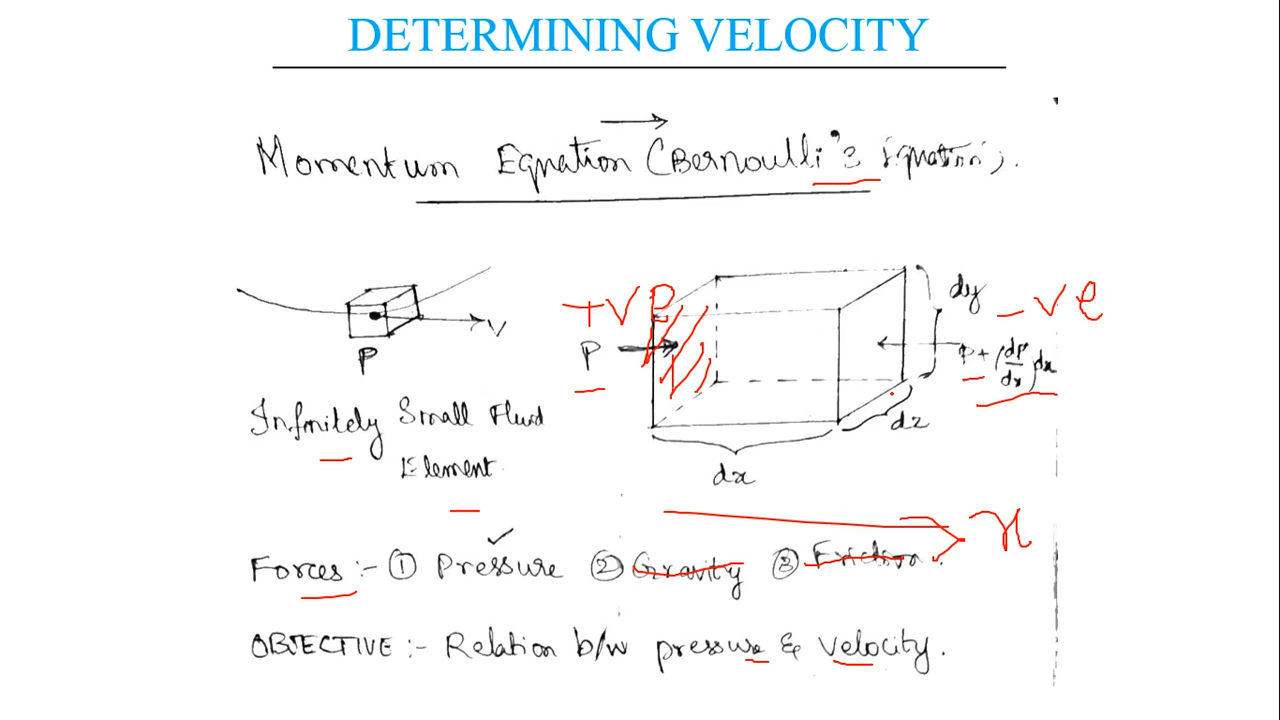 DETERMINING VELOCITY
Momentum Equation (Bernoulli's Equation).
+ve
-ve
dy
P
P + (dp/dx) dx
V
P
dz
dx
Infinitely Small Fluid
Element.
x
Forces :- ① Pressure ✓ ② Gravity ③ Friction.
OBJECTIVE :- Relation b/w pressure & velocity.